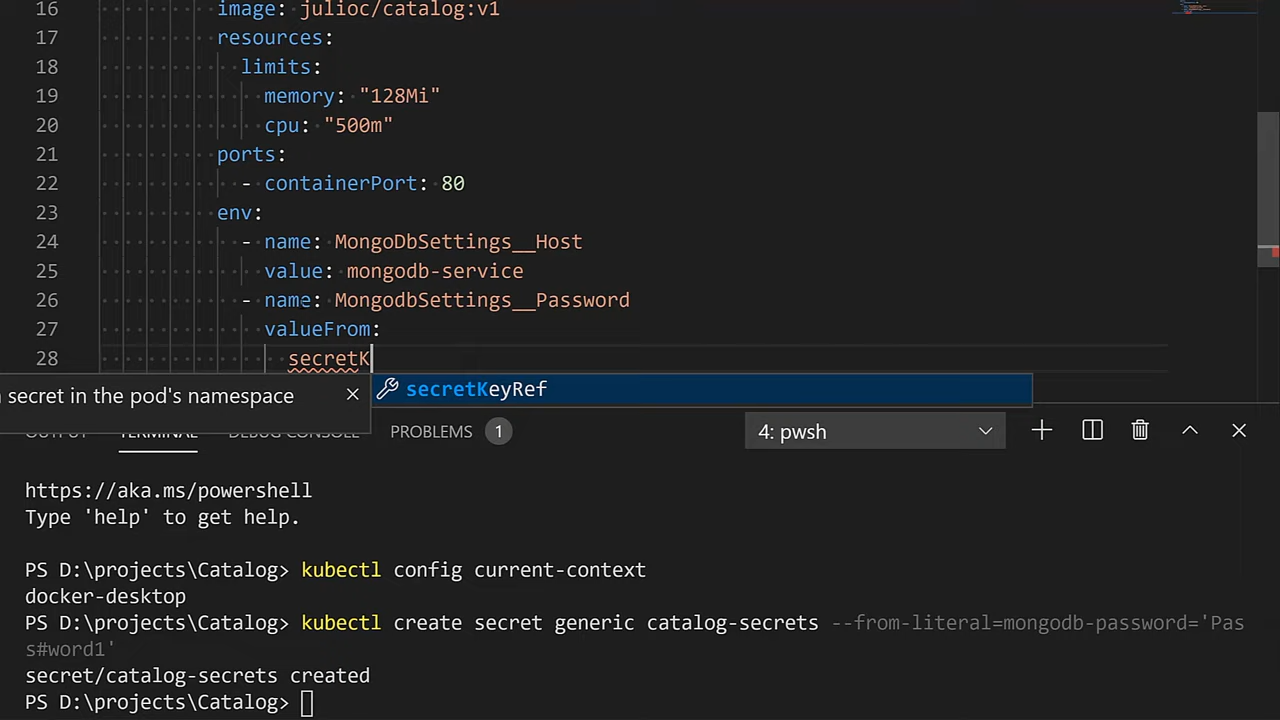 16 image: julioc/catalog:v1
17 resources:
18 limits:
19 memory: "128Mi"
20 cpu: "500m"
21 ports:
22 - containerPort: 80
23 env:
24 - name: MongoDbSettings__Host
25 value: mongodb-service
26 - name: MongodbSettings__Password
27 valueFrom:
28 secretK
secret in the pod's namespace
secretKeyRef
OUTPUT TERMINAL DEBUG CONSOLE PROBLEMS 1 4: pwsh
https://aka.ms/powershell
Type 'help' to get help.
PS D:\projects\Catalog> kubectl config current-context
docker-desktop
PS D:\projects\Catalog> kubectl create secret generic catalog-secrets --from-literal=mongodb-password='Pas
s#word1'
secret/catalog-secrets created
PS D:\projects\Catalog>